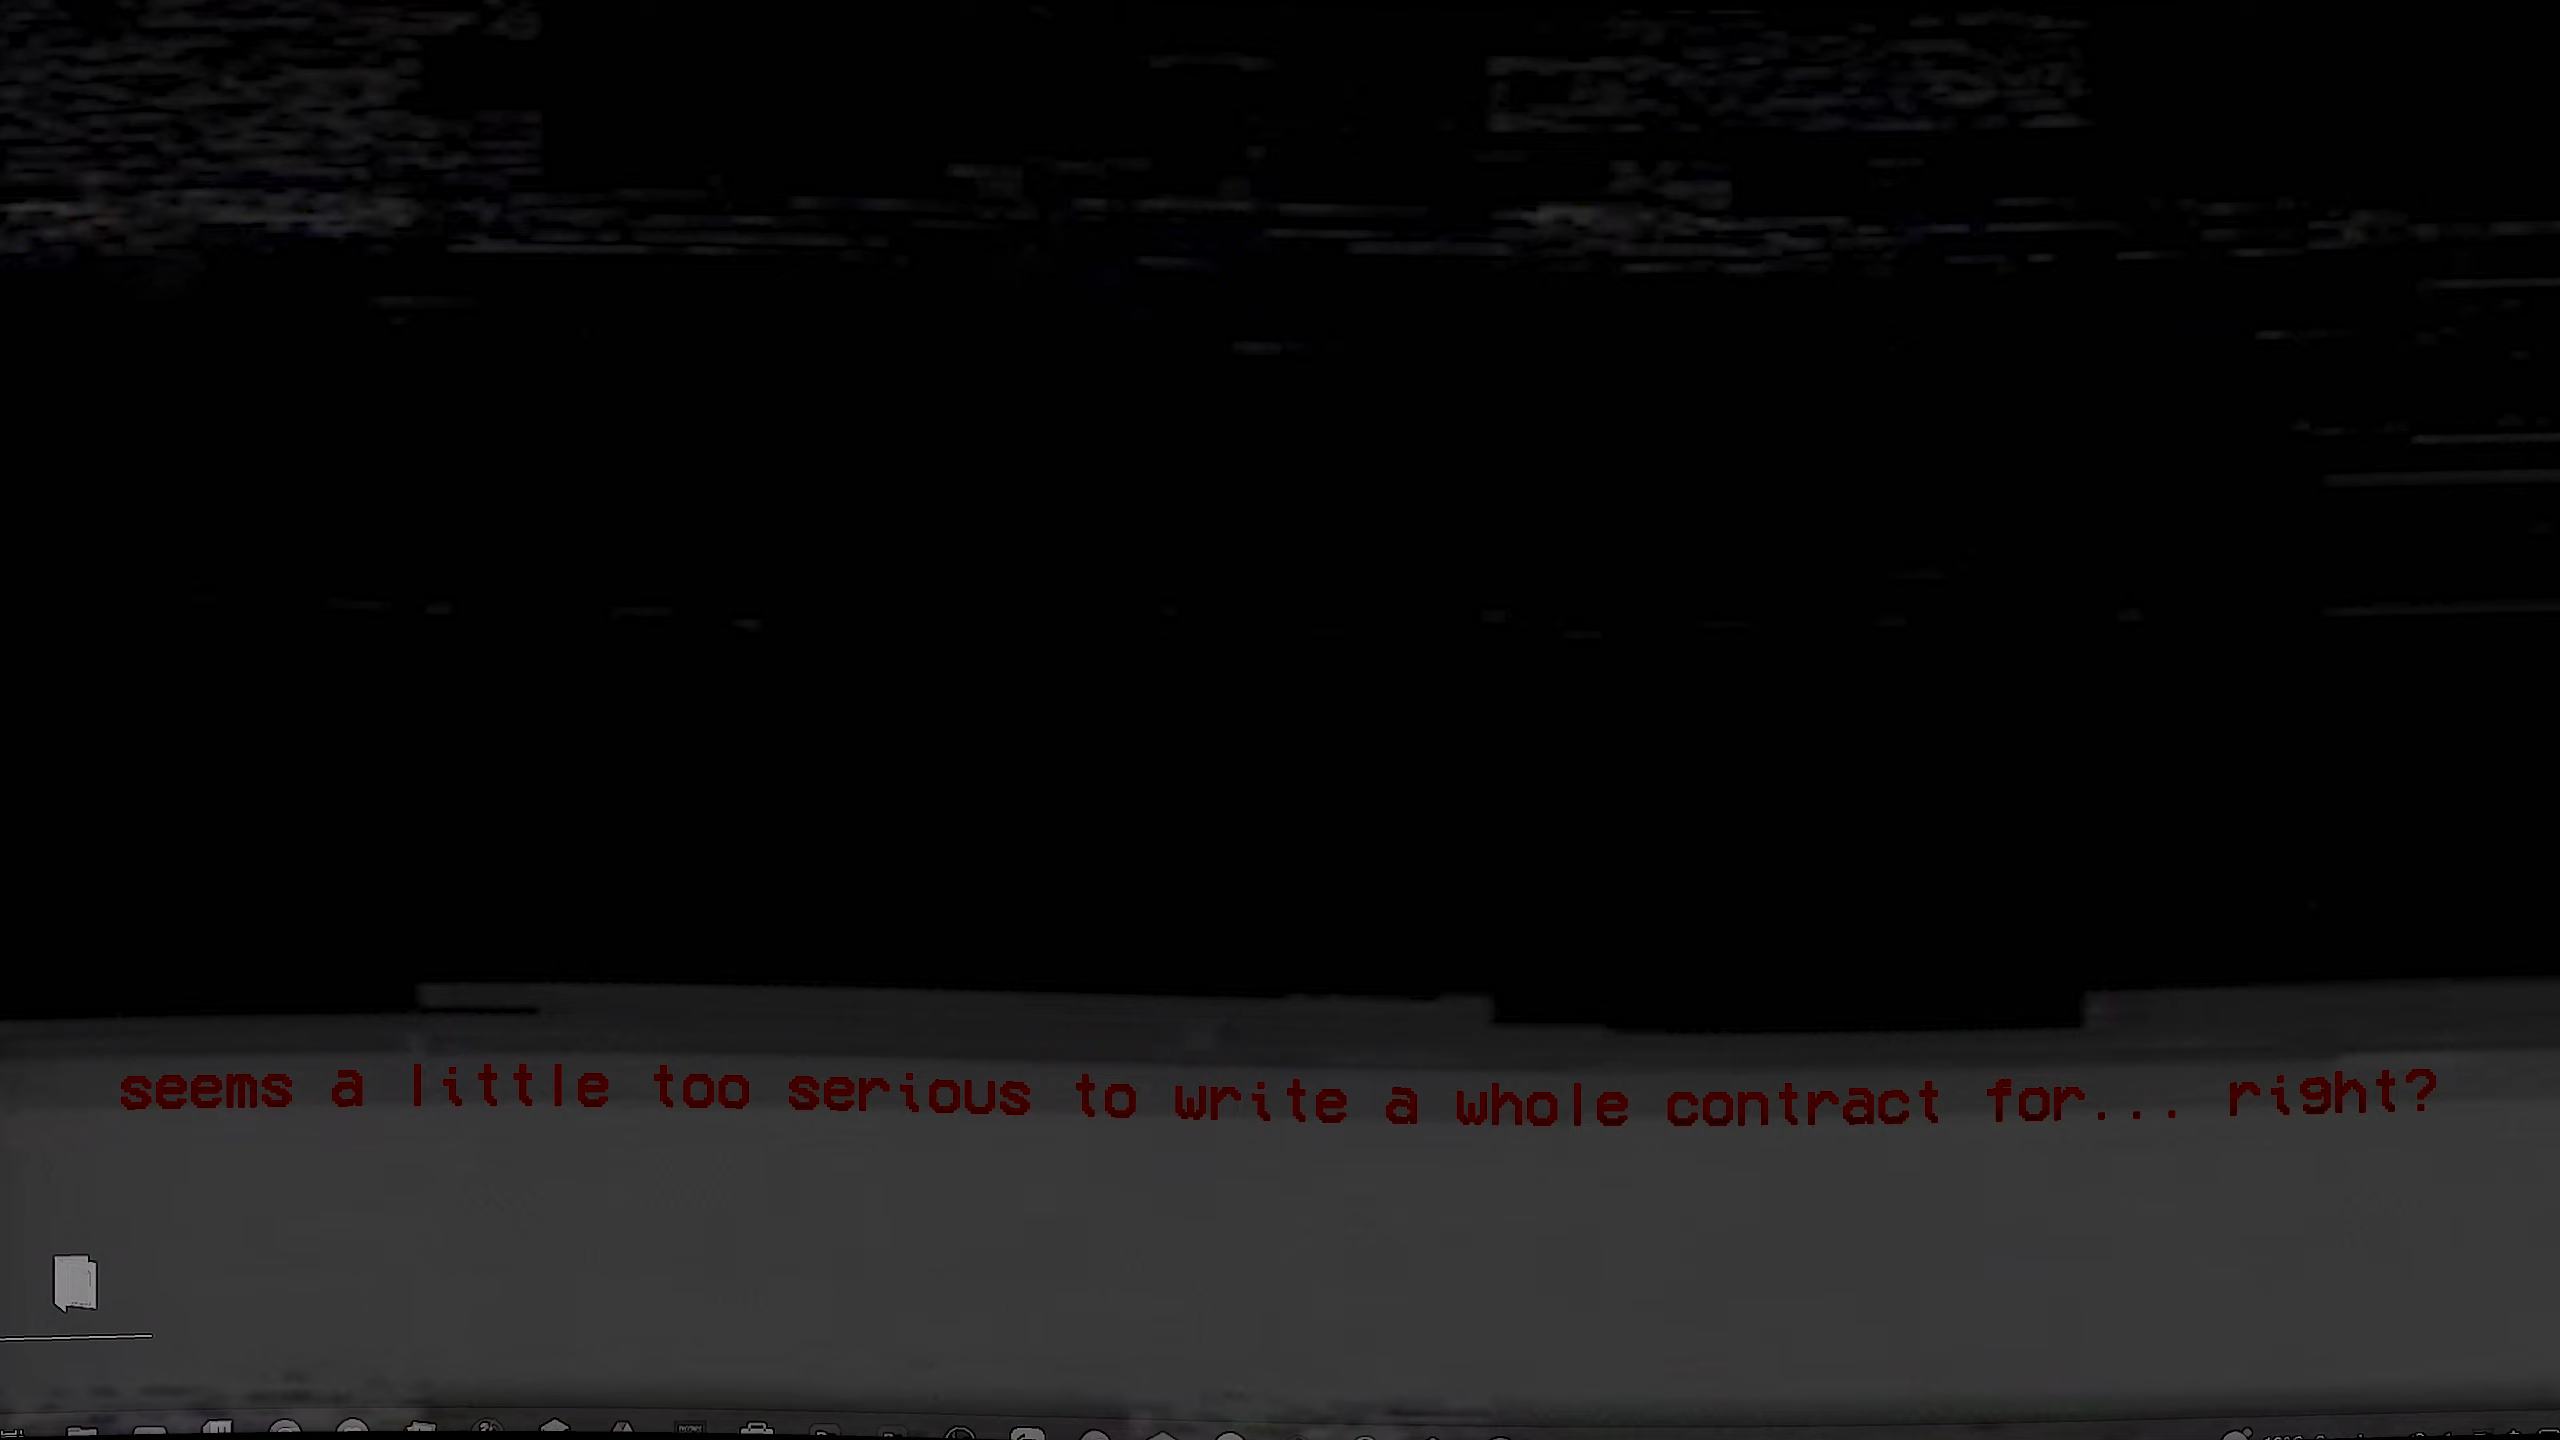 seems a little too serious to write a whole contract for... right?